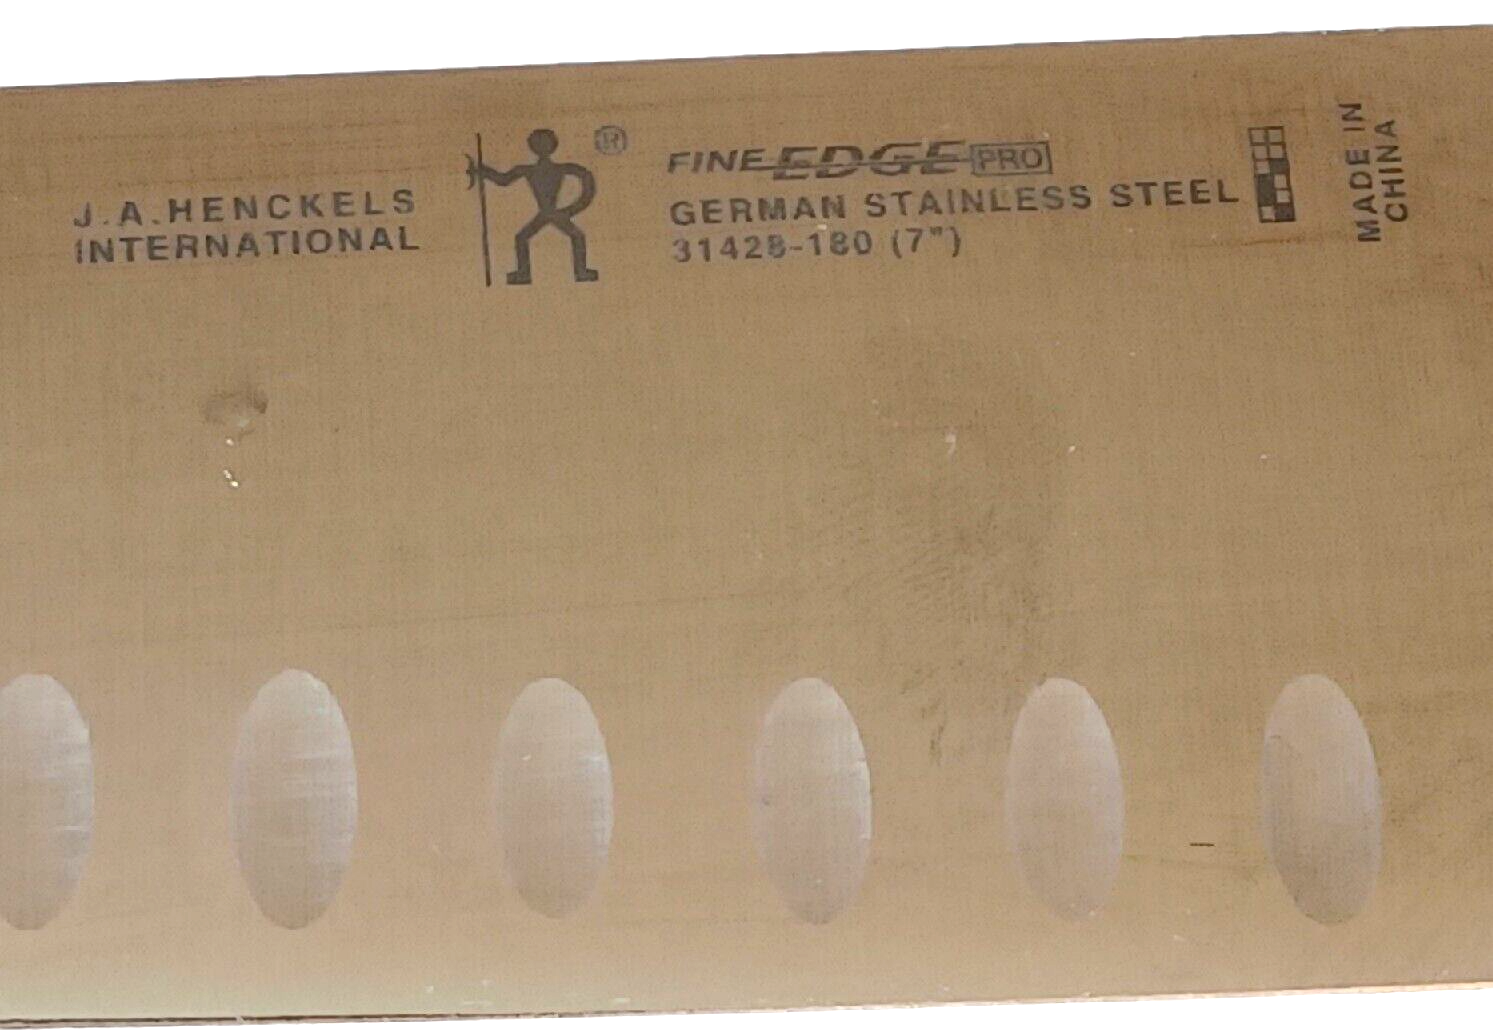 J.A.HENCKELS
INTERNATIONAL
®
FINE EDGE PRO
GERMAN STAINLESS STEEL
31428-180 (7")
MADE IN
CHINA